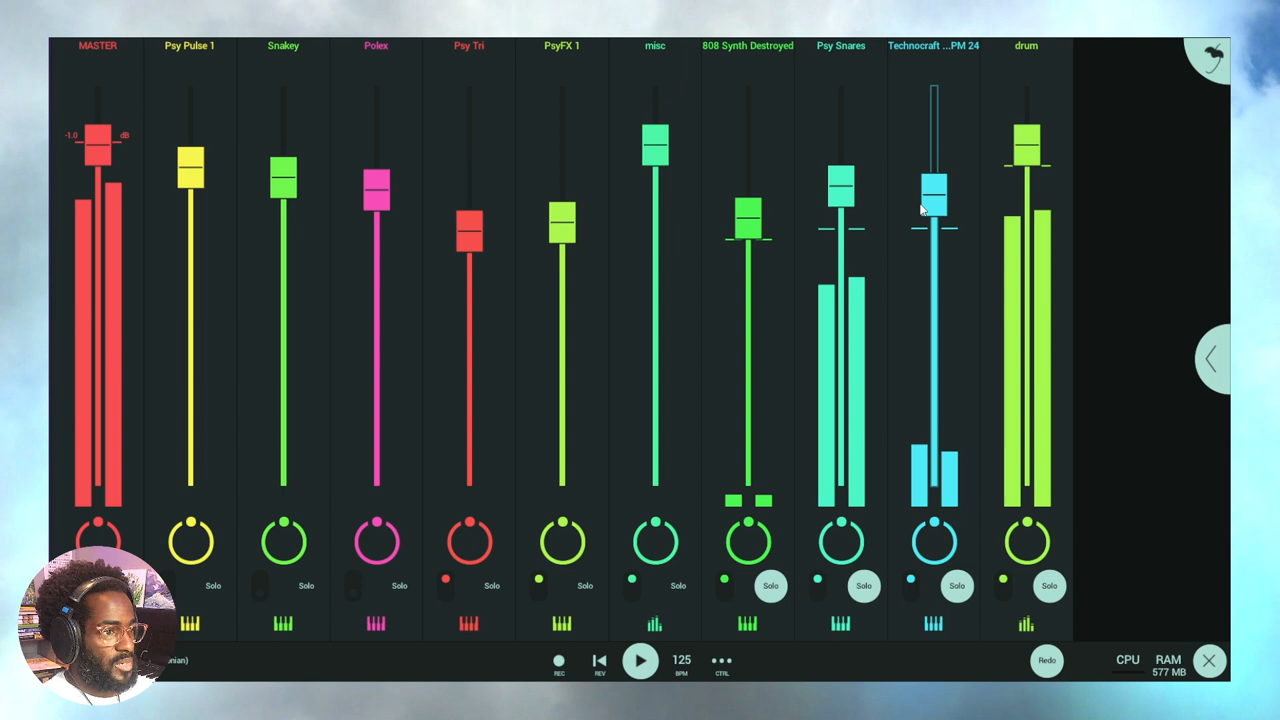 MASTER
Psy Pulse 1
Snakey
Polex
Psy Tri
PsyFX 1
misc
808 Synth Destroyed
Psy Snares
Technocraft ...PM 24
drum
-1.0 dB
Solo
Solo
Solo
Solo
Solo
Solo
Solo
Solo
Solo
Solo
nian)
REC
REV
125
BPM
CTRL
Redo
CPU
RAM
577 MB